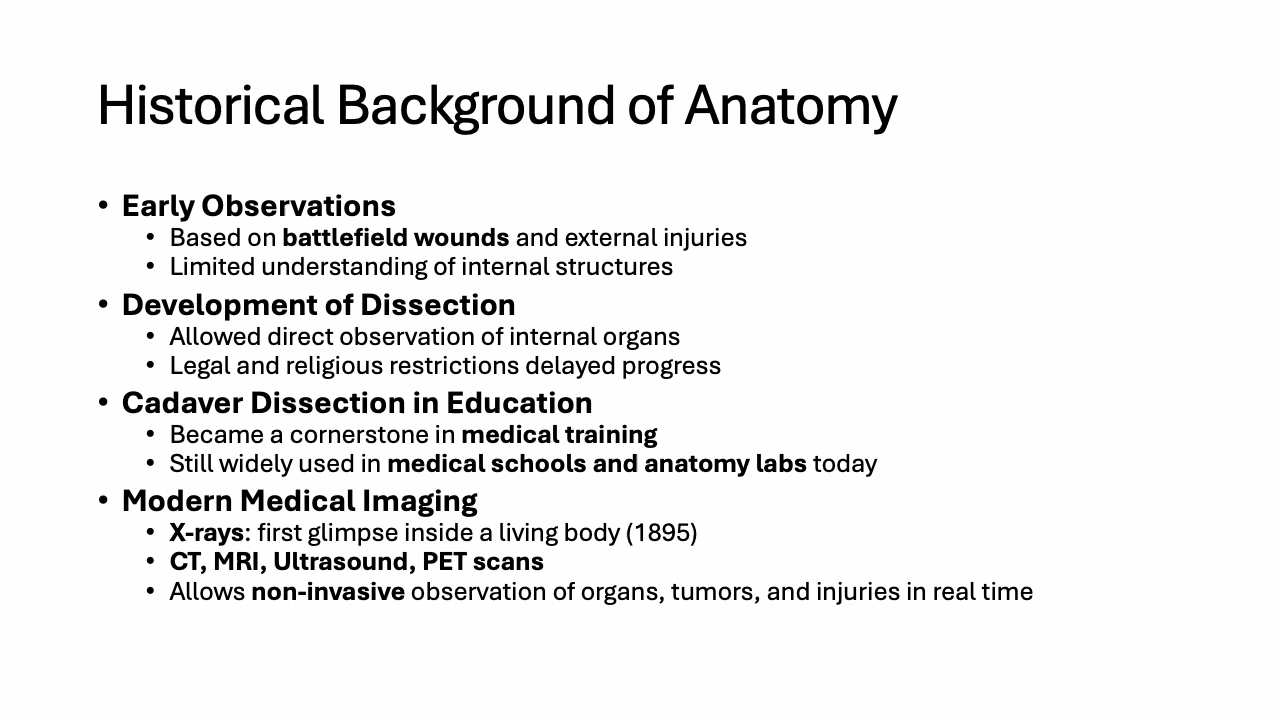 Historical Background of Anatomy
• Early Observations
• Based on battlefield wounds and external injuries
• Limited understanding of internal structures
• Development of Dissection
• Allowed direct observation of internal organs
• Legal and religious restrictions delayed progress
• Cadaver Dissection in Education
• Became a cornerstone in medical training
• Still widely used in medical schools and anatomy labs today
• Modern Medical Imaging
• X-rays: first glimpse inside a living body (1895)
• CT, MRI, Ultrasound, PET scans
• Allows non-invasive observation of organs, tumors, and injuries in real time